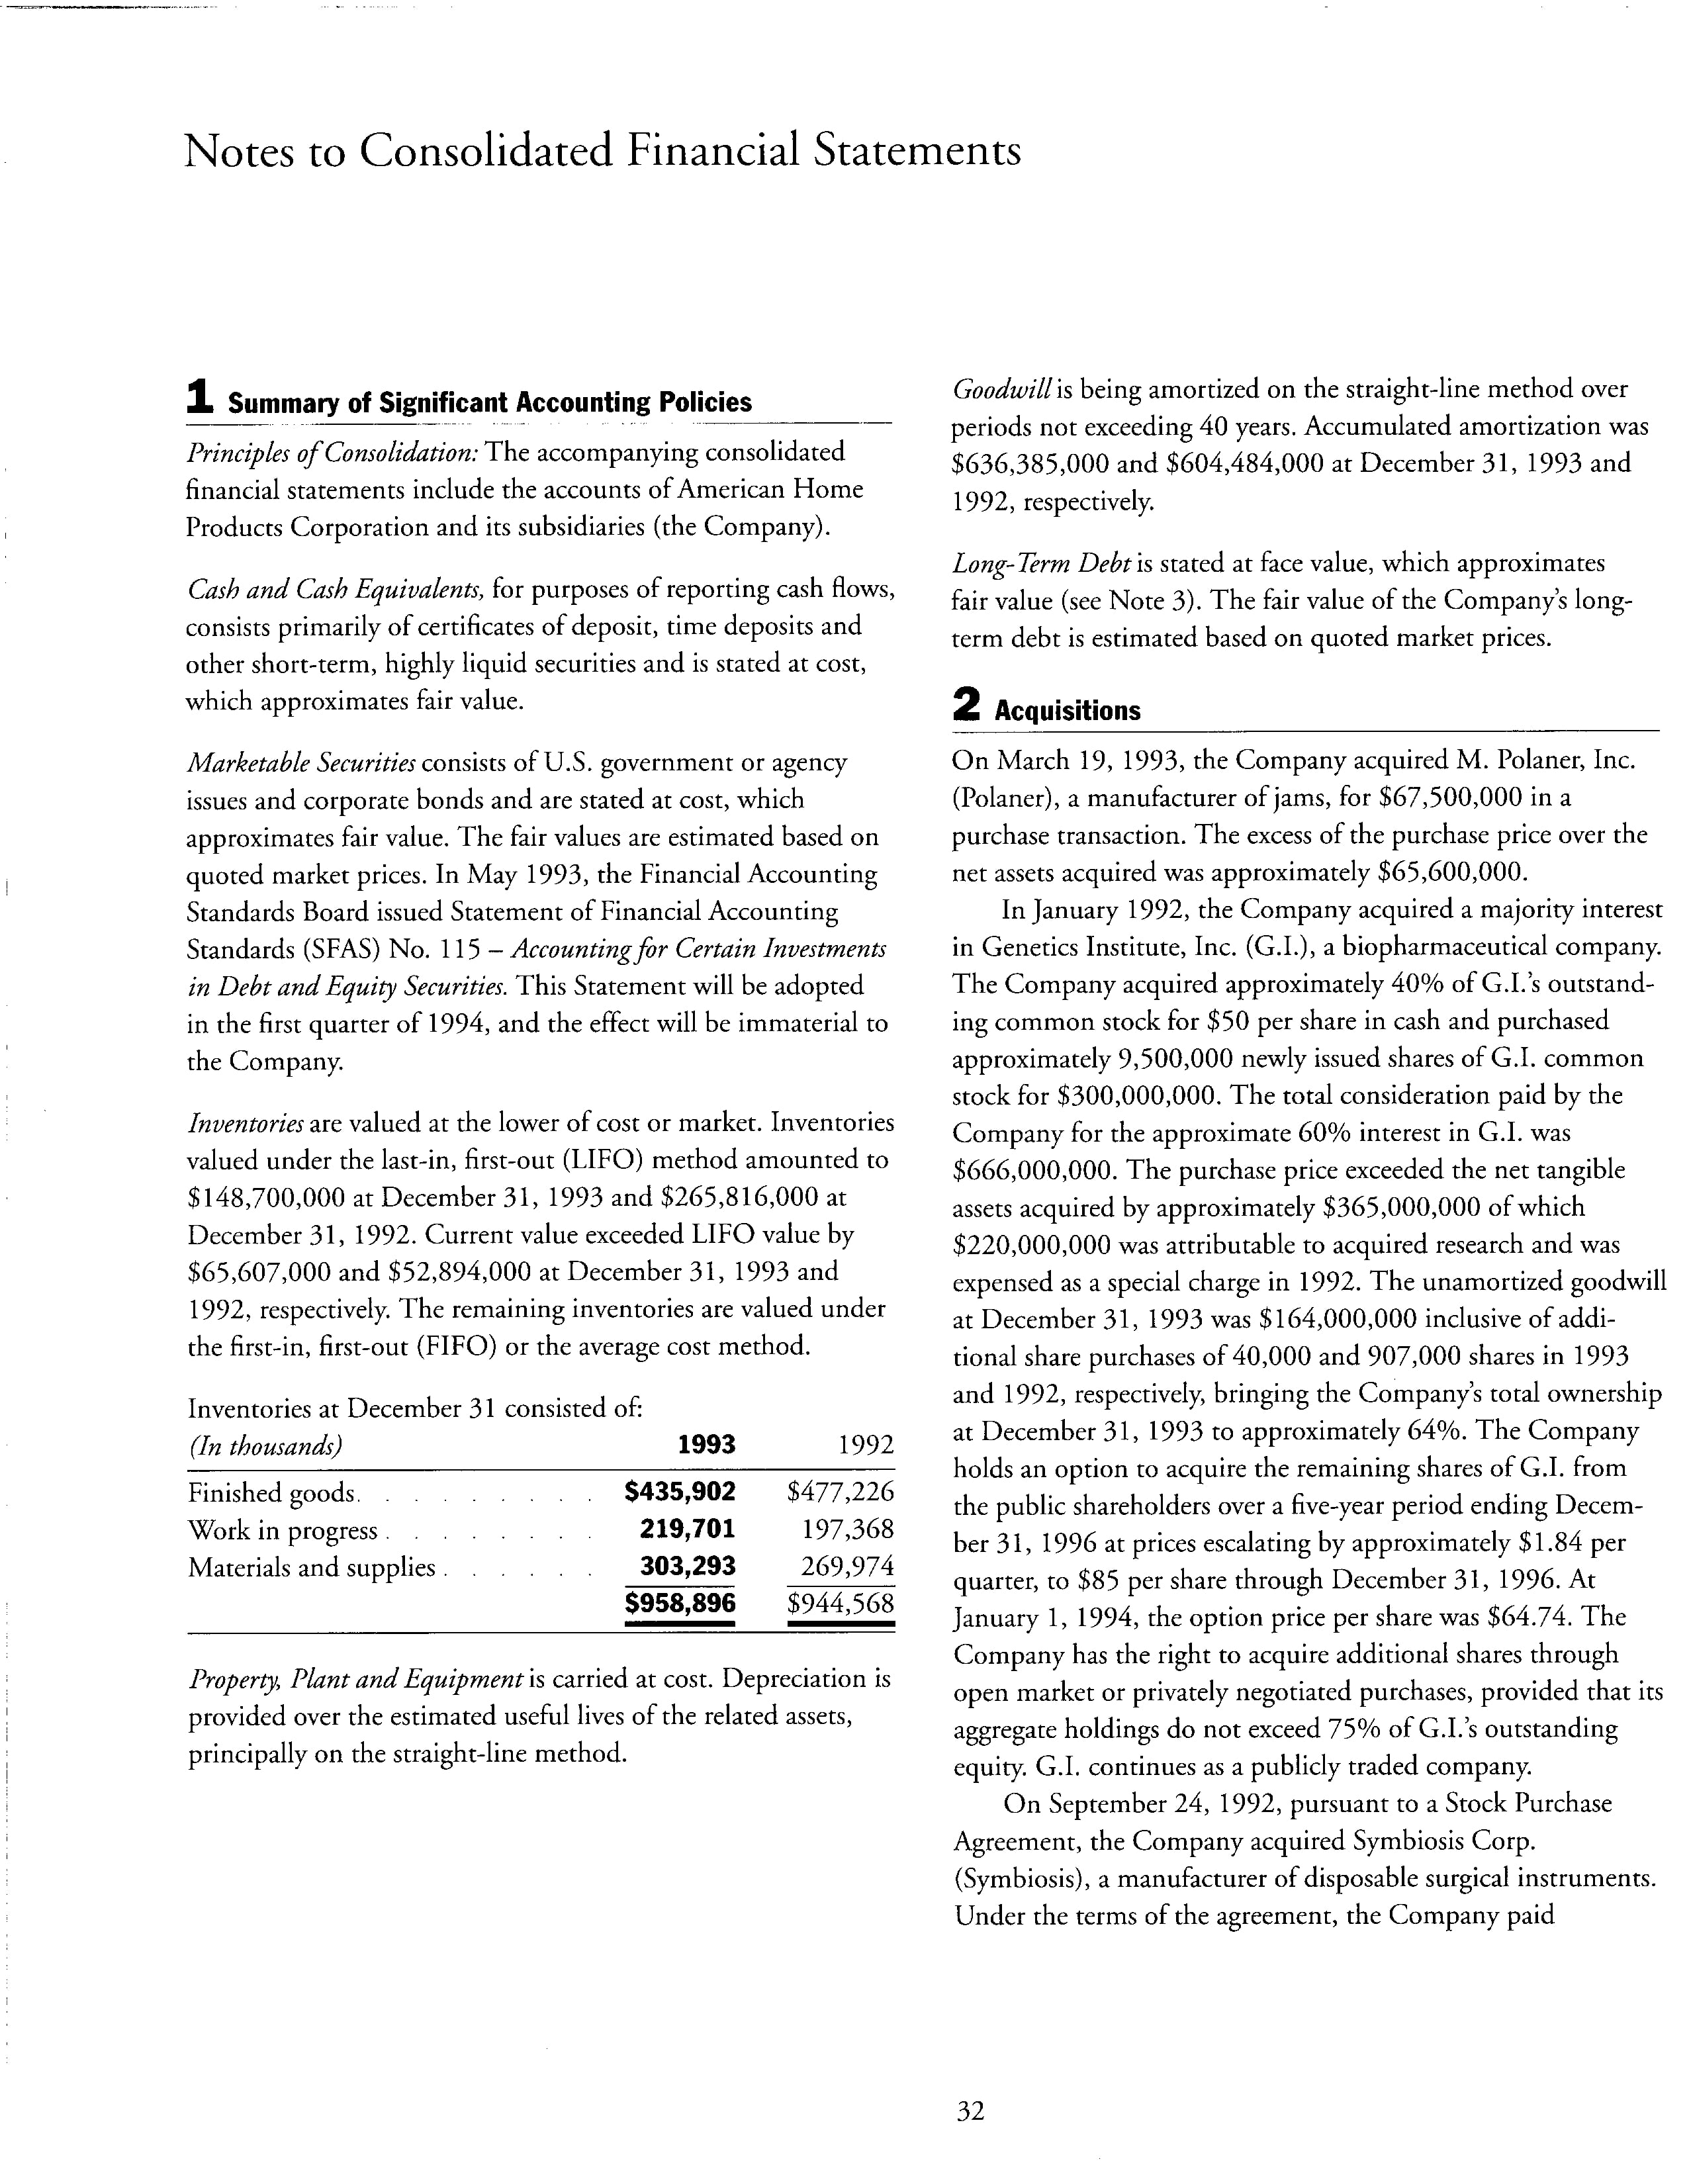 Notes to Consolidated Financial Statements
1 Summary of Significant Accounting Policies
Principles of Consolidation: The accompanying consolidated
financial statements include the accounts of American Home
Products Corporation and its subsidiaries (the Company).
Cash and Cash Equivalents, for purposes of reporting cash flows,
consists primarily of certificates of deposit, time deposits and
other short-term, highly liquid securities and is stated at cost,
which approximates fair value.
Marketable Securities consists of U.S. government or agency
issues and corporate bonds and are stated at cost, which
approximates fair value. The fair values are estimated based on
quoted market prices. In May 1993, the Financial Accounting
Standards Board issued Statement of Financial Accounting
Standards (SFAS) No. 115 – Accounting for Certain Investments
in Debt and Equity Securities. This Statement will be adopted
in the first quarter of 1994, and the effect will be immaterial to
the Company.
Inventories are valued at the lower of cost or market. Inventories
valued under the last-in, first-out (LIFO) method amounted to
$148,700,000 at December 31, 1993 and $265,816,000 at
December 31, 1992. Current value exceeded LIFO value by
$65,607,000 and $52,894,000 at December 31, 1993 and
1992, respectively. The remaining inventories are valued under
the first-in, first-out (FIFO) or the average cost method.
Inventories at December 31 consisted of:
(In thousands) 1993 1992
Finished goods. . . . . . . . . $435,902 $477,226
Work in progress . . . . . . . . 219,701 197,368
Materials and supplies . . . . . . 303,293 269,974
$958,896 $944,568
Property, Plant and Equipment is carried at cost. Depreciation is
provided over the estimated useful lives of the related assets,
principally on the straight-line method.
Goodwill is being amortized on the straight-line method over
periods not exceeding 40 years. Accumulated amortization was
$636,385,000 and $604,484,000 at December 31, 1993 and
1992, respectively.
Long-Term Debt is stated at face value, which approximates
fair value (see Note 3). The fair value of the Company's long-
term debt is estimated based on quoted market prices.
2 Acquisitions
On March 19, 1993, the Company acquired M. Polaner, Inc.
(Polaner), a manufacturer of jams, for $67,500,000 in a
purchase transaction. The excess of the purchase price over the
net assets acquired was approximately $65,600,000.
In January 1992, the Company acquired a majority interest
in Genetics Institute, Inc. (G.I.), a biopharmaceutical company.
The Company acquired approximately 40% of G.I.'s outstand-
ing common stock for $50 per share in cash and purchased
approximately 9,500,000 newly issued shares of G.I. common
stock for $300,000,000. The total consideration paid by the
Company for the approximate 60% interest in G.I. was
$666,000,000. The purchase price exceeded the net tangible
assets acquired by approximately $365,000,000 of which
$220,000,000 was attributable to acquired research and was
expensed as a special charge in 1992. The unamortized goodwill
at December 31, 1993 was $164,000,000 inclusive of addi-
tional share purchases of 40,000 and 907,000 shares in 1993
and 1992, respectively, bringing the Company's total ownership
at December 31, 1993 to approximately 64%. The Company
holds an option to acquire the remaining shares of G.I. from
the public shareholders over a five-year period ending Decem-
ber 31, 1996 at prices escalating by approximately $1.84 per
quarter, to $85 per share through December 31, 1996. At
January 1, 1994, the option price per share was $64.74. The
Company has the right to acquire additional shares through
open market or privately negotiated purchases, provided that its
aggregate holdings do not exceed 75% of G.I.'s outstanding
equity. G.I. continues as a publicly traded company.
On September 24, 1992, pursuant to a Stock Purchase
Agreement, the Company acquired Symbiosis Corp.
(Symbiosis), a manufacturer of disposable surgical instruments.
Under the terms of the agreement, the Company paid
32